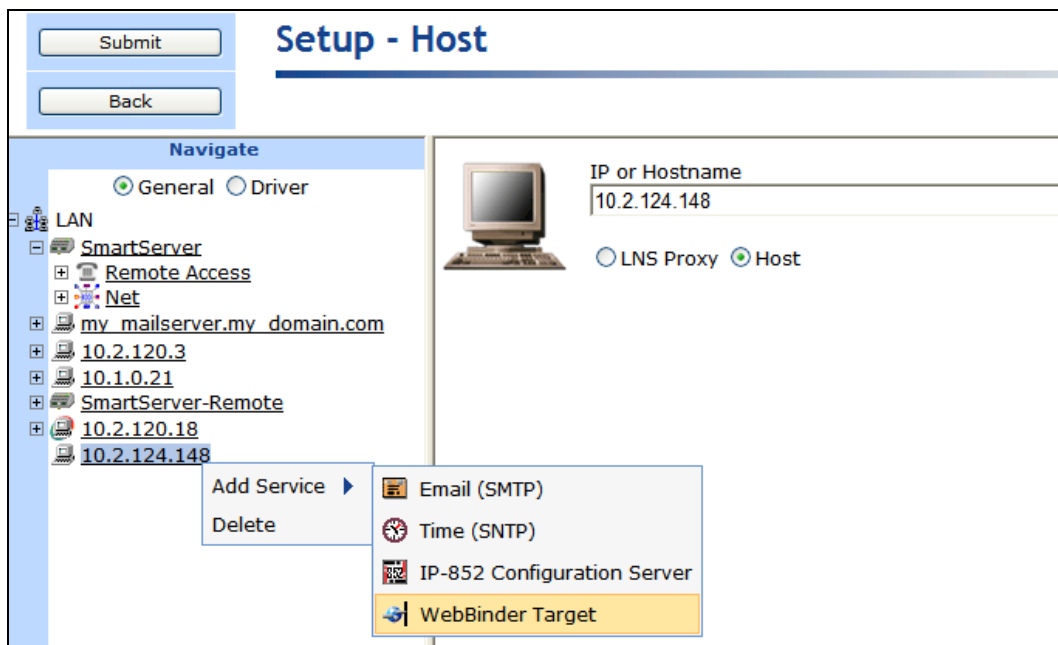 Submit
Setup - Host
Back
Navigate
General Driver
LAN
SmartServer
Remote Access
Net
my_mailserver.my_domain.com
10.2.120.3
10.1.0.21
SmartServer-Remote
10.2.120.18
10.2.124.148
IP or Hostname
10.2.124.148
LNS Proxy Host
Add Service
Delete
Email (SMTP)
Time (SNTP)
IP-852 Configuration Server
WebBinder Target